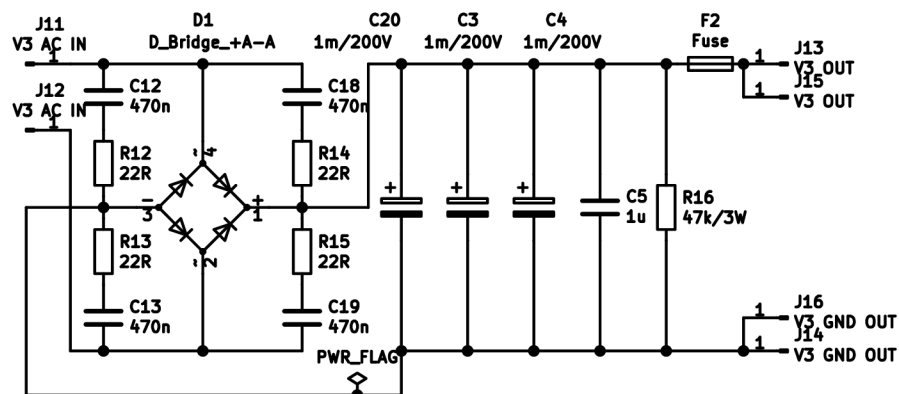 J11
V3 AC IN
1
J12
V3 AC IN
1
C12
470n
R12
22R
R13
22R
C13
470n
D1
D_Bridge_+A-A
~
4
-
3
+
1
~
2
C18
470n
R14
22R
R15
22R
C19
470n
PWR_FLAG
C20
1m/200V
+
C3
1m/200V
+
C4
1m/200V
+
C5
1u
R16
47k/3W
F2
Fuse
1
J13
V3 OUT
1
J15
V3 OUT
1
J16
V3 GND OUT
1
J14
V3 GND OUT